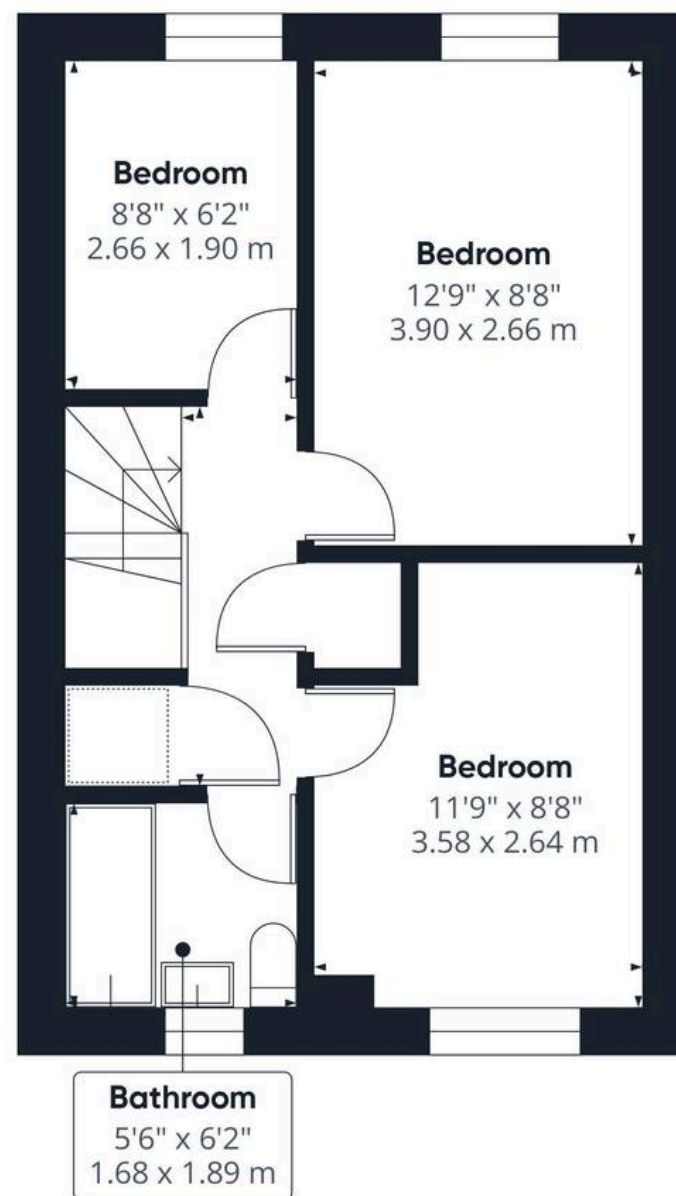 Bedroom
8'8" x 6'2"
2.66 x 1.90 m
Bedroom
12'9" x 8'8"
3.90 x 2.66 m
Bedroom
11'9" x 8'8"
3.58 x 2.64 m
Bathroom
5'6" x 6'2"
1.68 x 1.89 m